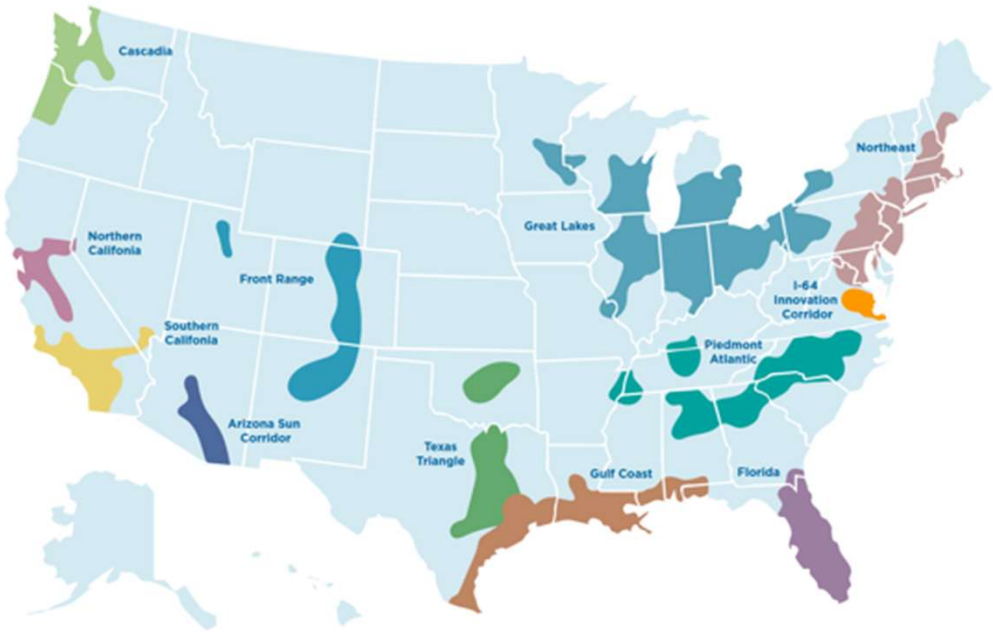 Cascadia
Northeast
Great Lakes
Northern
Califonia
Front Range
I-64
Innovation
Corridor
Southern
Califonia
Piedmont
Atlantic
Arizona Sun
Corridor
Texas
Triangle
Gulf Coast
Florida